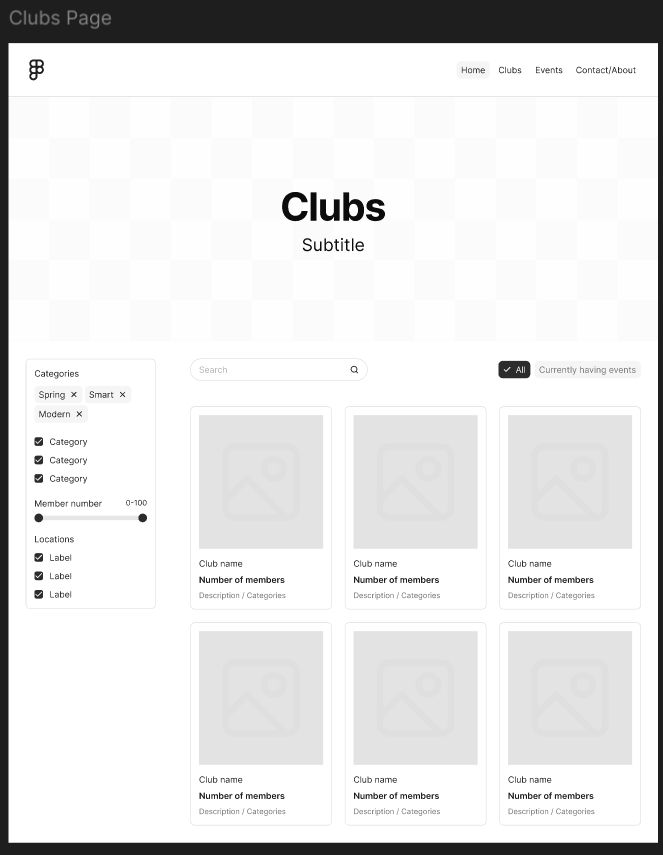 Clubs Page
Home Clubs Events Contact/About
Clubs
Subtitle
Categories
Spring Smart
Modern
Category
Category
Category
Member number 0-100
Locations
Label
Label
Label
Search
All Currently having events
Club name
Number of members
Description / Categories
Club name
Number of members
Description / Categories
Club name
Number of members
Description / Categories
Club name
Number of members
Description / Categories
Club name
Number of members
Description / Categories
Club name
Number of members
Description / Categories